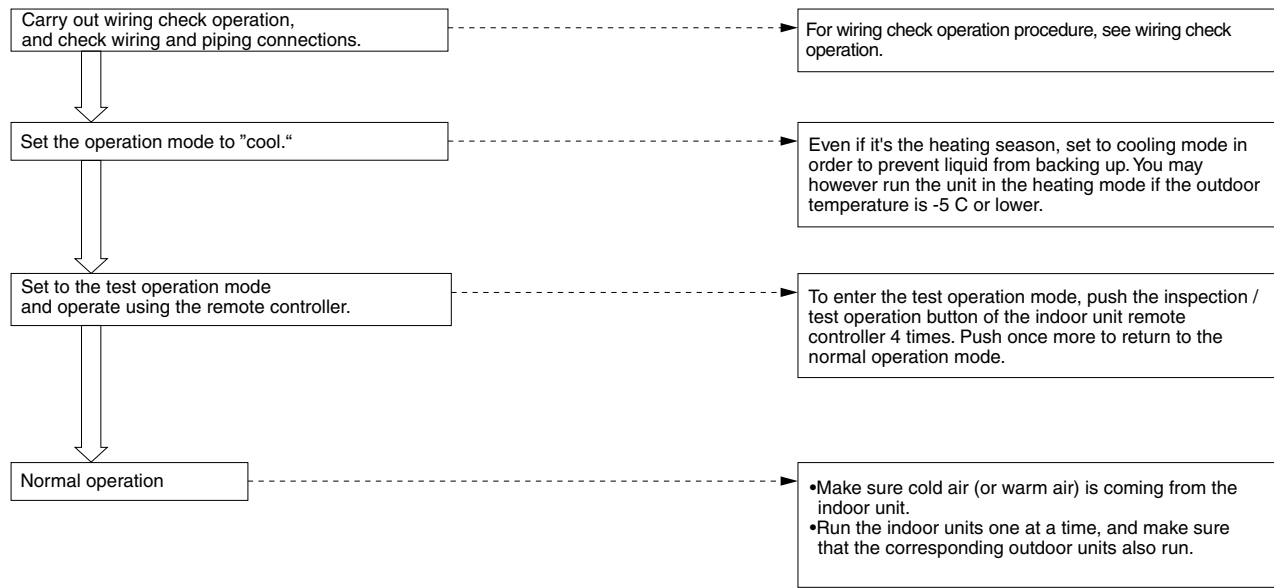 Carry out wiring check operation,
and check wiring and piping connections.
For wiring check operation procedure, see wiring check
operation.
Set the operation mode to ”cool.“
Even if it's the heating season, set to cooling mode in
order to prevent liquid from backing up. You may
however run the unit in the heating mode if the outdoor
temperature is -5 C or lower.
Set to the test operation mode
and operate using the remote controller.
To enter the test operation mode, push the inspection /
test operation button of the indoor unit remote
controller 4 times. Push once more to return to the
normal operation mode.
Normal operation
•Make sure cold air (or warm air) is coming from the
indoor unit.
•Run the indoor units one at a time, and make sure
that the corresponding outdoor units also run.